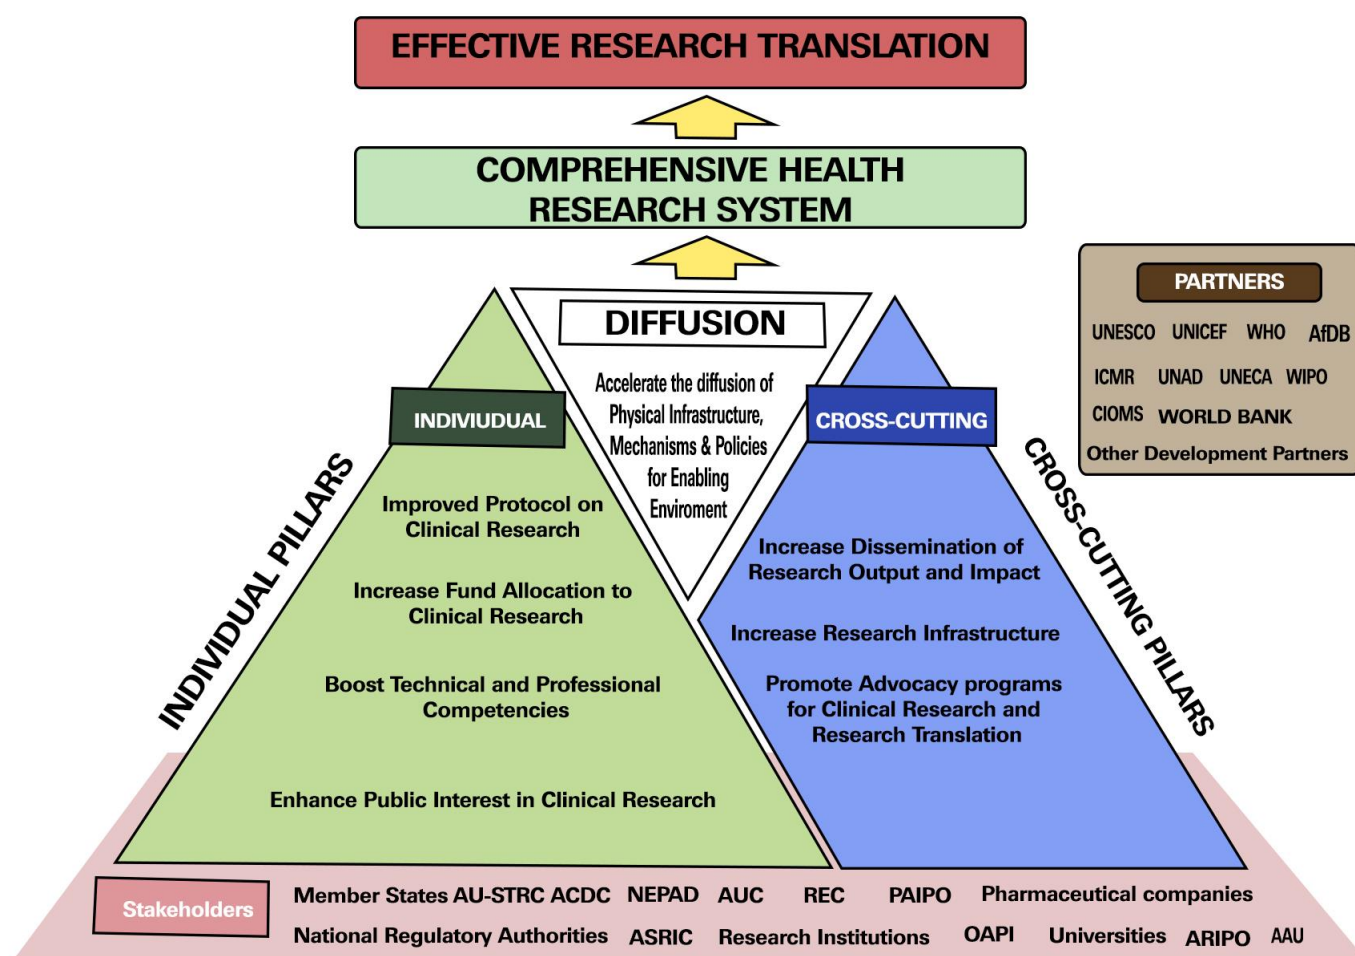 EFFECTIVE RESEARCH TRANSLATION
COMPREHENSIVE HEALTH
RESEARCH SYSTEM
DIFFUSION
Accelerate the diffusion of
Physical Infrastructure,
Mechanisms & Policies
for Enabling
Enviroment
INDIVIDUAL PILLARS
INDIVIUDUAL
Improved Protocol on
Clinical Research
Increase Fund Allocation to
Clinical Research
Boost Technical and Professional
Competencies
Enhance Public Interest in Clinical Research
CROSS-CUTTING
Increase Dissemination of
Research Output and Impact
Increase Research Infrastructure
Promote Advocacy programs
for Clinical Research and
Research Translation
CROSS-CUTTING PILLARS
PARTNERS
UNESCO UNICEF WHO AfDB
ICMR UNAD UNECA WIPO
CIOMS WORLD BANK
Other Development Partners
Stakeholders
Member States AU-STRC ACDC NEPAD AUC REC PAIPO Pharmaceutical companies
National Regulatory Authorities ASRIC Research Institutions OAPI Universities ARIPO AAU